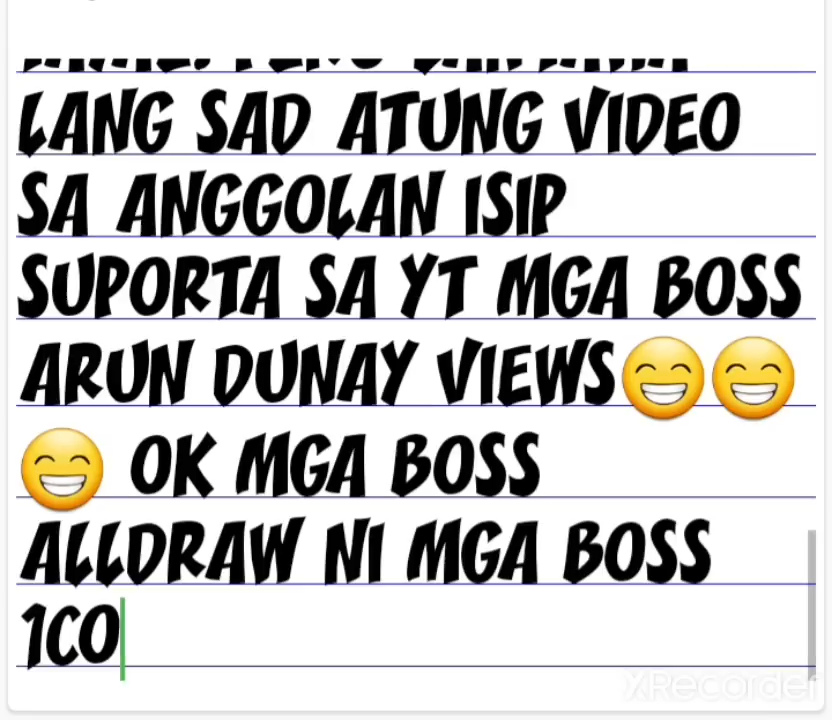 LANG SAD ATUNG VIDEO
SA ANGGOLAN ISIP
SUPORTA SA YT MGA BOSS
ARUN DUNAY VIEWS😁😁
😁 OK MGA BOSS
ALLDRAW NI MGA BOSS
1CO
XRecorder